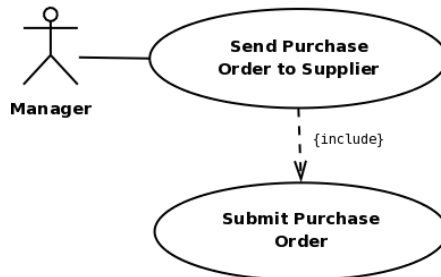 Send Purchase
Order to Supplier
Manager
{include}
Submit Purchase
Order